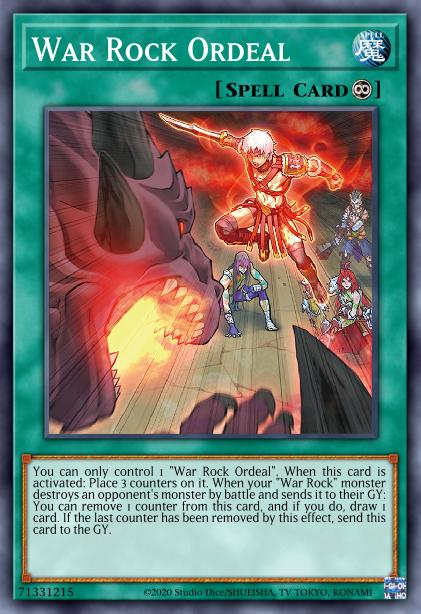 War Rock Ordeal
SPELL
魔
[Spell Card]
You can only control 1 "War Rock Ordeal". When this card is
activated: Place 3 counters on it. When your "War Rock" monster
destroys an opponent's monster by battle and sends it to their GY:
You can remove 1 counter from this card, and if you do, draw 1
card. If the last counter has been removed by this effect, send this
card to the GY.
71331215
©2020 Studio Dice/SHUEISHA, TV TOKYO, KONAMI